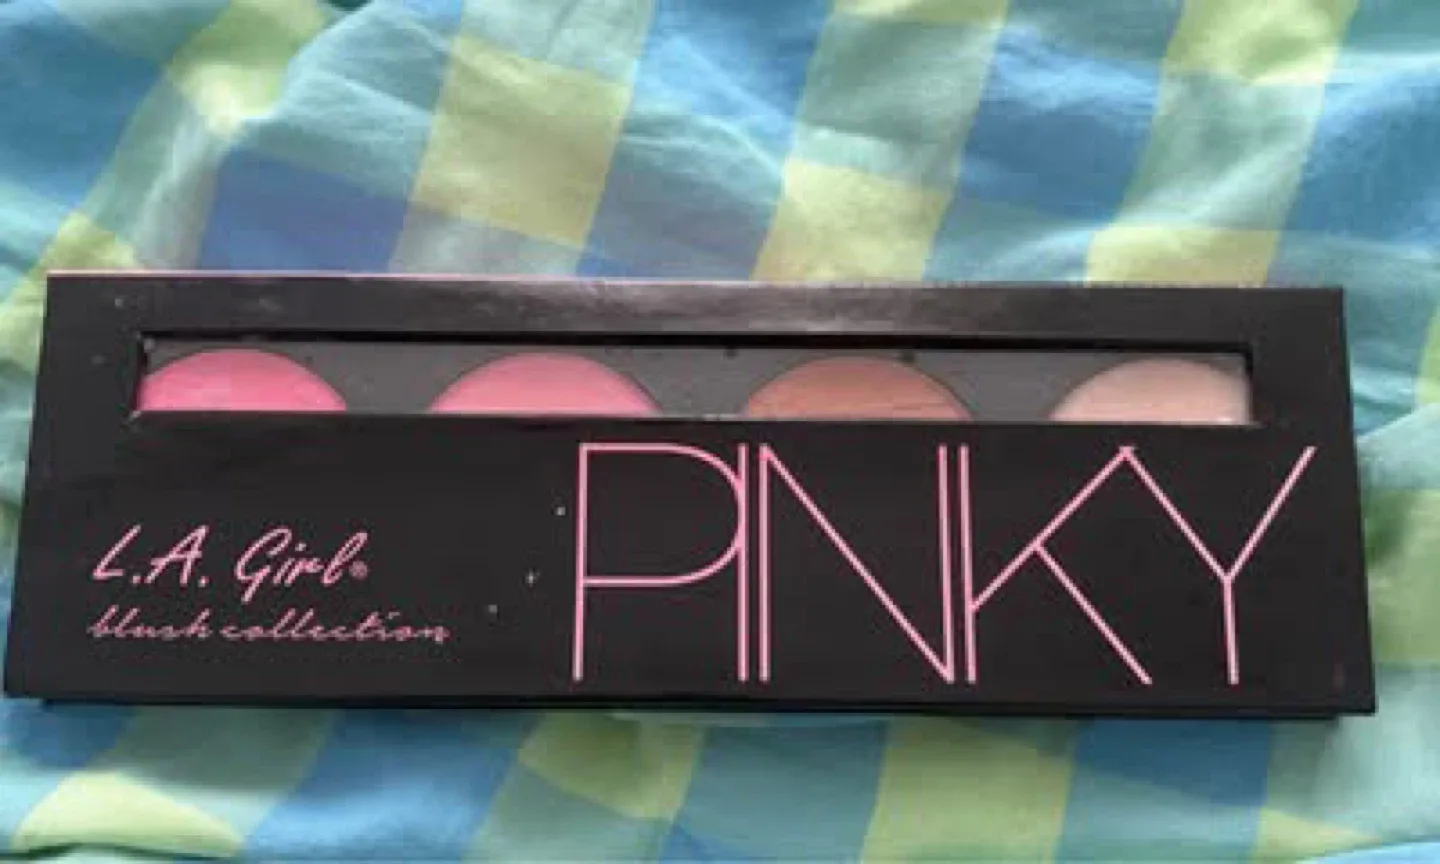 L.A. Girl®
blush collection
PINKY